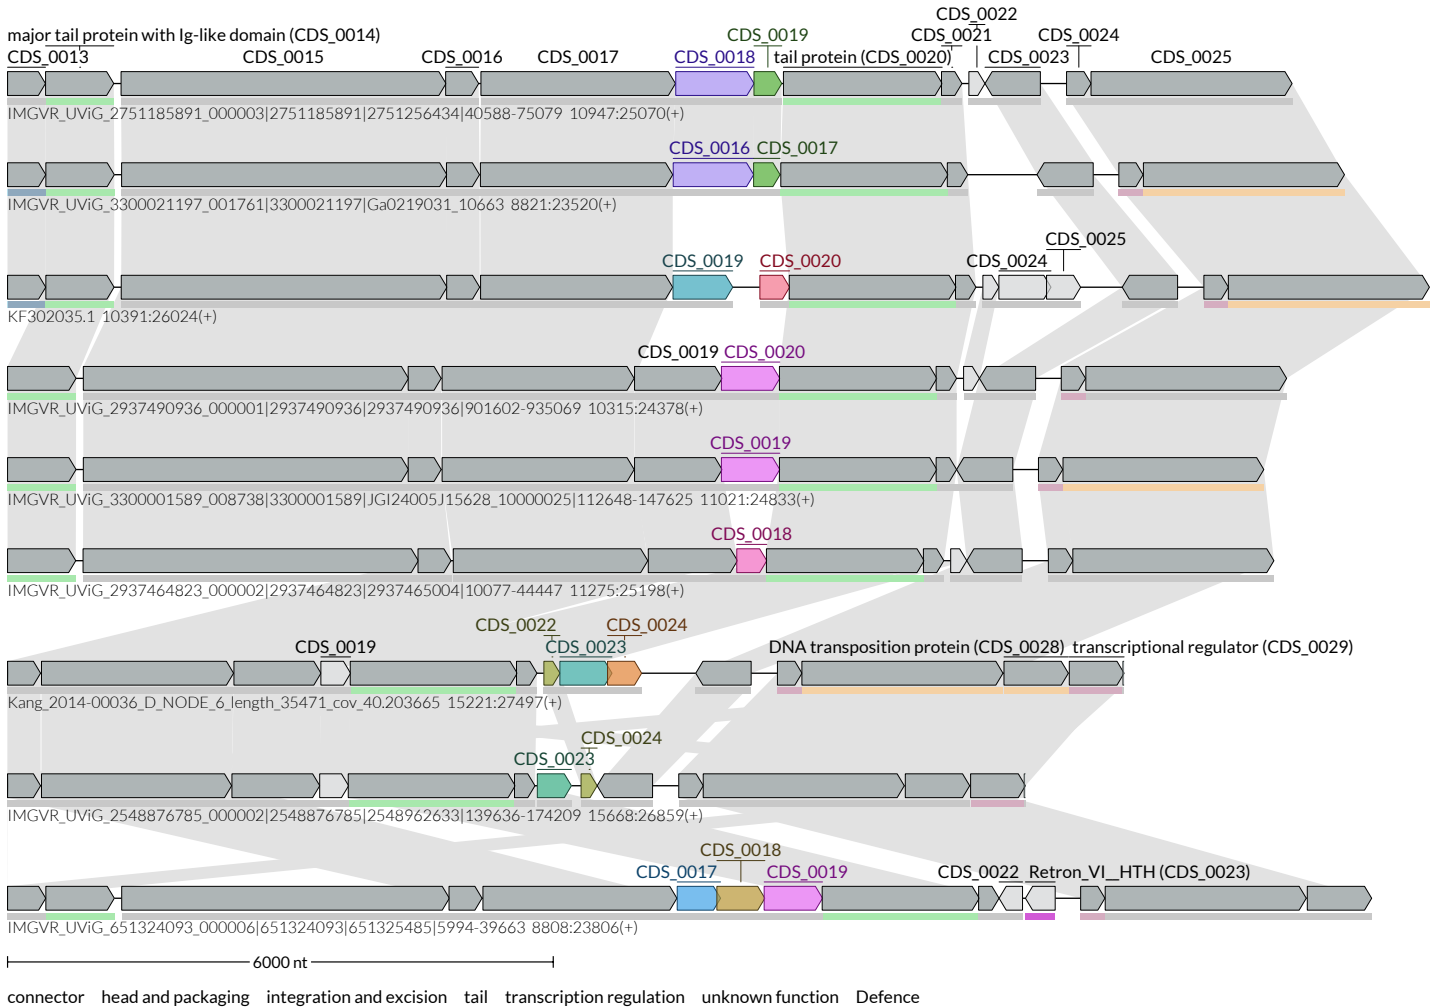 CDS_0022
major tail protein with Ig-like domain (CDS_0014) CDS_0019 CDS_0021 CDS_0024
CDS_0013 CDS_0015 CDS_0016 CDS_0017 CDS_0018 tail protein (CDS_0020) CDS_0023 CDS_0025
IMGVR_UViG_2751185891_000003|2751185891|2751256434|40588-75079 10947:25070(+)
CDS_0016 CDS_0017
IMGVR_UViG_3300021197_001761|3300021197|Ga0219031_10663 8821:23520(+)
CDS_0025
CDS_0019 CDS_0020 CDS_0024
KF302035.1 10391:26024(+)
CDS_0019 CDS_0020
IMGVR_UViG_2937490936_000001|2937490936|2937490936|901602-935069 10315:24378(+)
CDS_0019
IMGVR_UViG_3300001589_008738|3300001589|JGI24005J15628_10000025|112648-147625 11021:24833(+)
CDS_0018
IMGVR_UViG_2937464823_000002|2937464823|2937465004|10077-44447 11275:25198(+)
CDS_0022 CDS_0024
CDS_0019 CDS_0023 DNA transposition protein (CDS_0028) transcriptional regulator (CDS_0029)
Kang_2014-00036_D_NODE_6_length_35471_cov_40.203665 15221:27497(+)
CDS_0024
CDS_0023
IMGVR_UViG_2548876785_000002|2548876785|2548962633|139636-174209 15668:26859(+)
CDS_0018
CDS_0017 CDS_0019 CDS_0022 Retron_VI__HTH (CDS_0023)
IMGVR_UViG_651324093_000006|651324093|651325485|5994-39663 8808:23806(+)
6000 nt
connector head and packaging integration and excision tail transcription regulation unknown function Defence